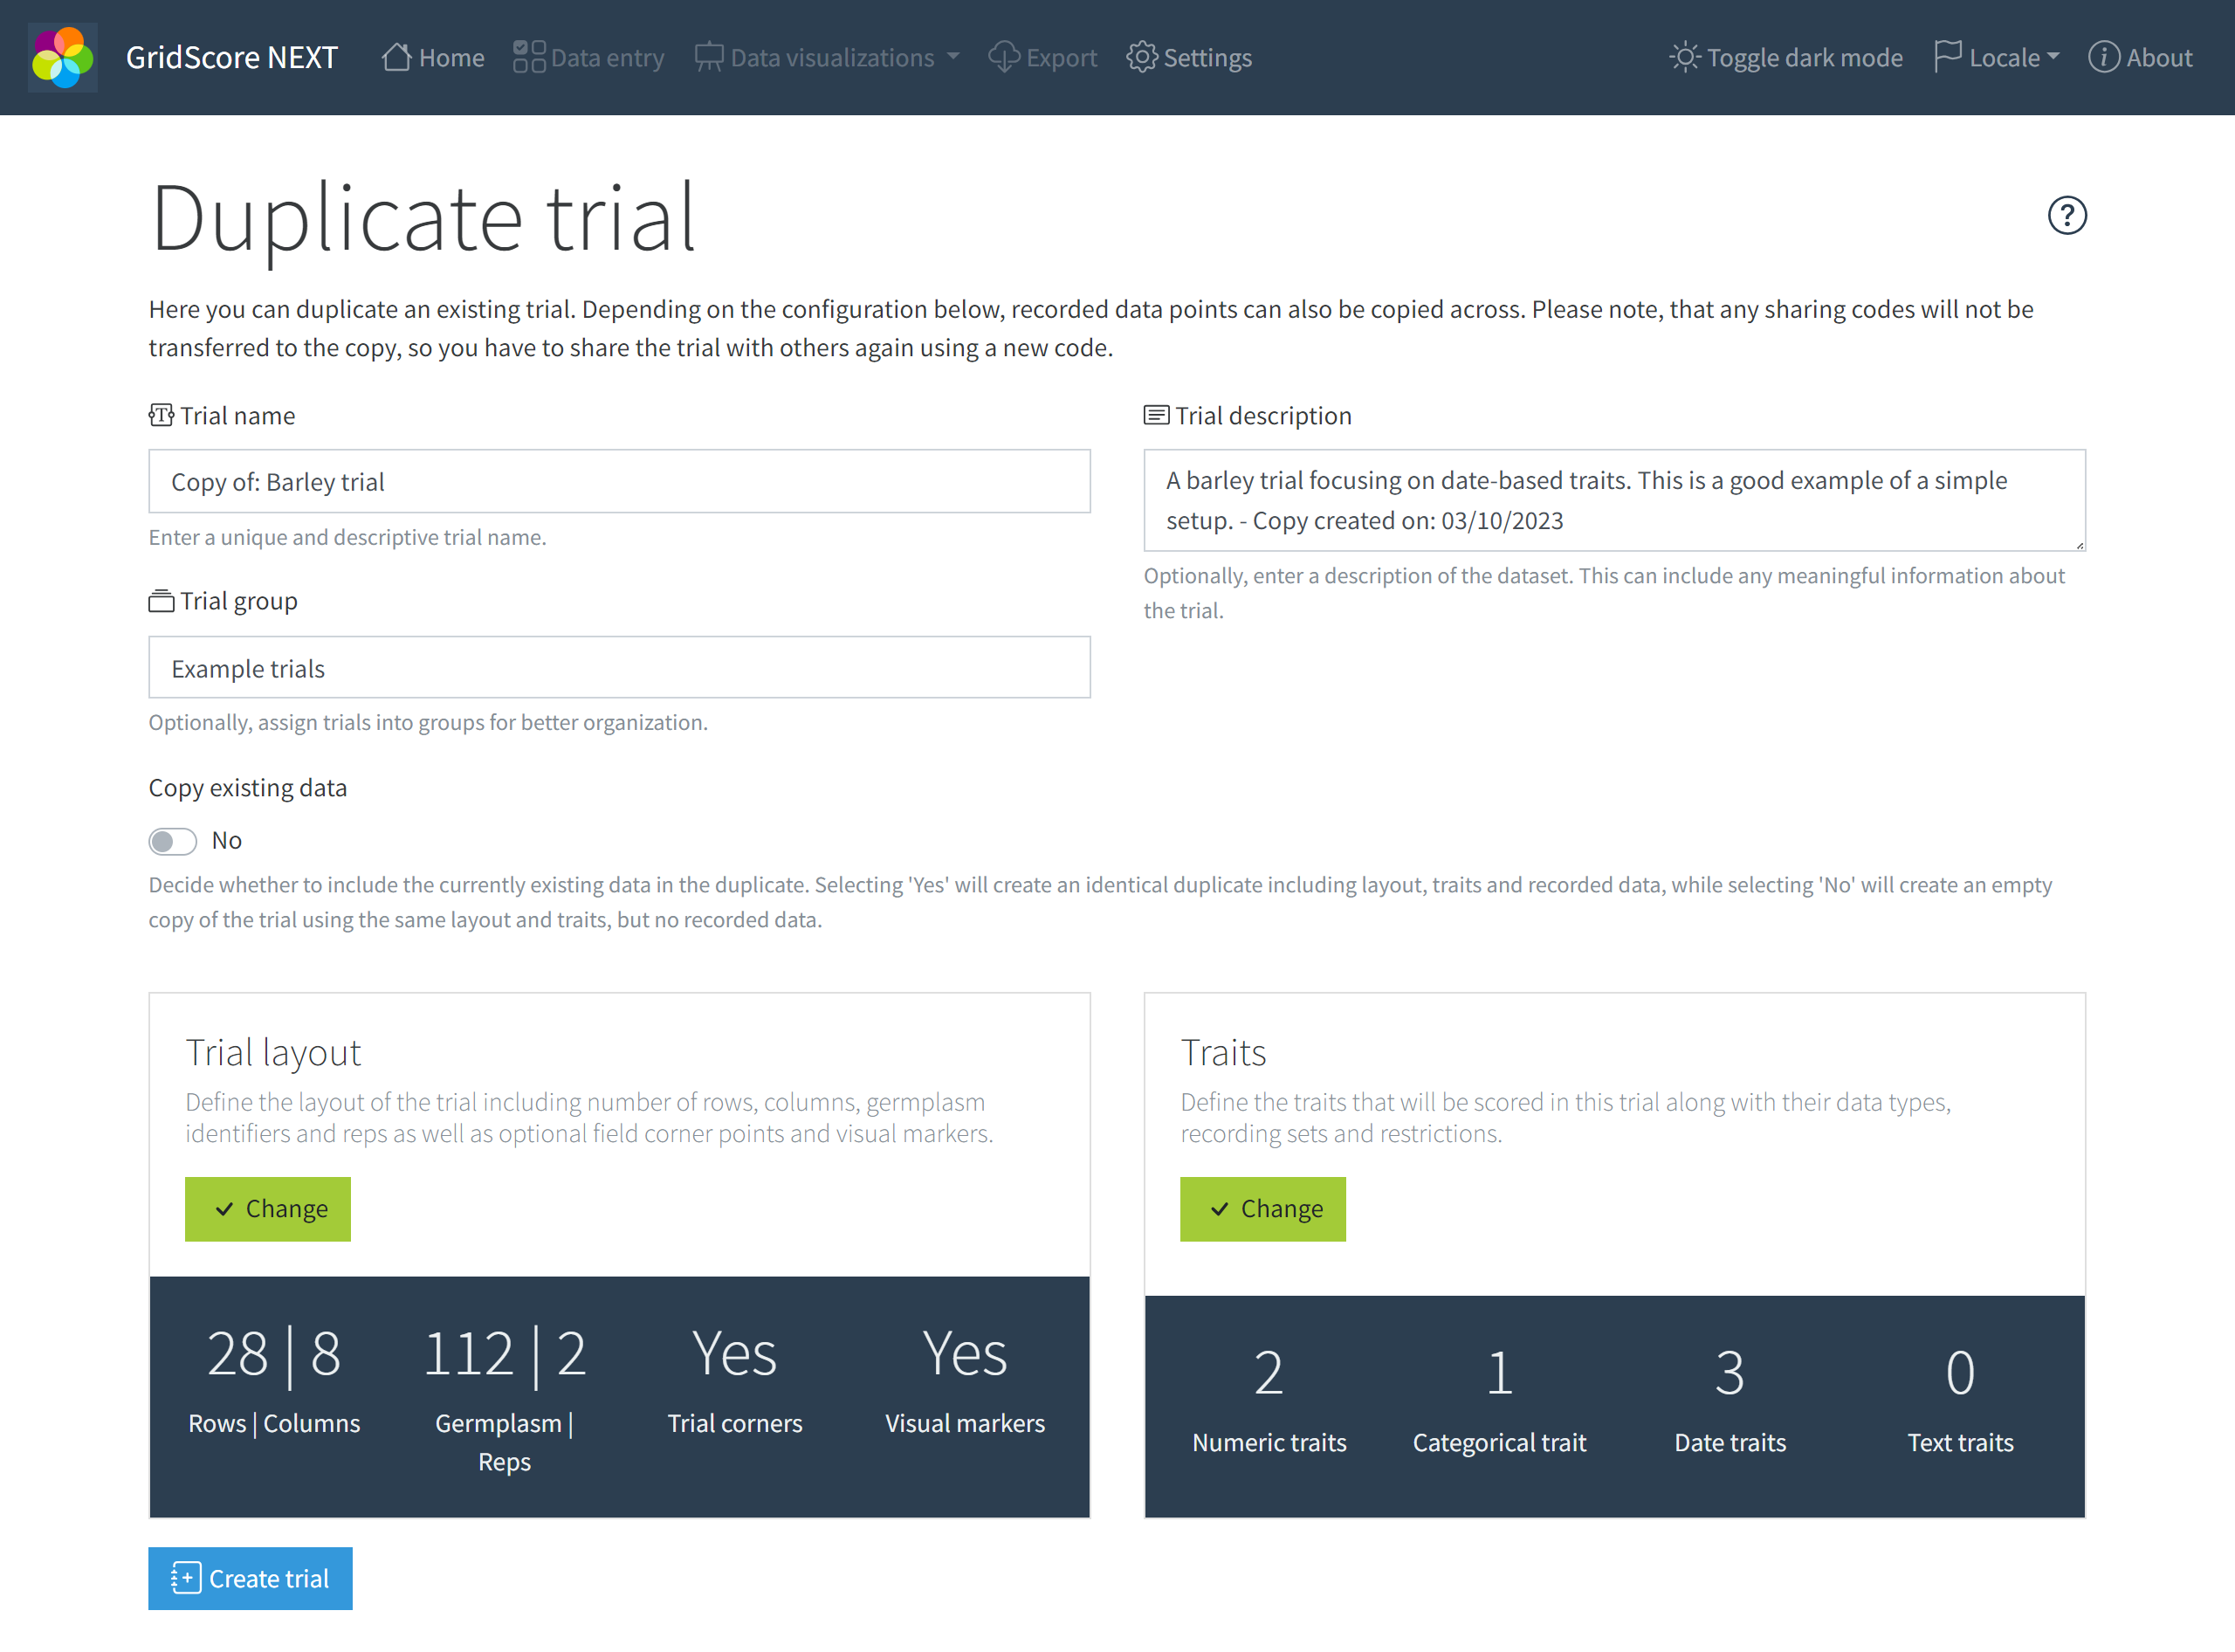 GridScore NEXT Home Data entry Data visualizations Export Settings Toggle dark mode Locale About
Duplicate trial
Here you can duplicate an existing trial. Depending on the configuration below, recorded data points can also be copied across. Please note, that any sharing codes will not be
transferred to the copy, so you have to share the trial with others again using a new code.
Trial name
Copy of: Barley trial
Enter a unique and descriptive trial name.
Trial group
Example trials
Optionally, assign trials into groups for better organization.
Trial description
A barley trial focusing on date-based traits. This is a good example of a simple
setup. - Copy created on: 03/10/2023
Optionally, enter a description of the dataset. This can include any meaningful information about
the trial.
Copy existing data
No
Decide whether to include the currently existing data in the duplicate. Selecting 'Yes' will create an identical duplicate including layout, traits and recorded data, while selecting 'No' will create an empty
copy of the trial using the same layout and traits, but no recorded data.
Trial layout
Define the layout of the trial including number of rows, columns, germplasm
identifiers and reps as well as optional field corner points and visual markers.
Change
28 | 8
Rows | Columns
112 | 2
Germplasm |
Reps
Yes
Trial corners
Yes
Visual markers
Traits
Define the traits that will be scored in this trial along with their data types,
recording sets and restrictions.
Change
2
Numeric traits
1
Categorical trait
3
Date traits
0
Text traits
Create trial